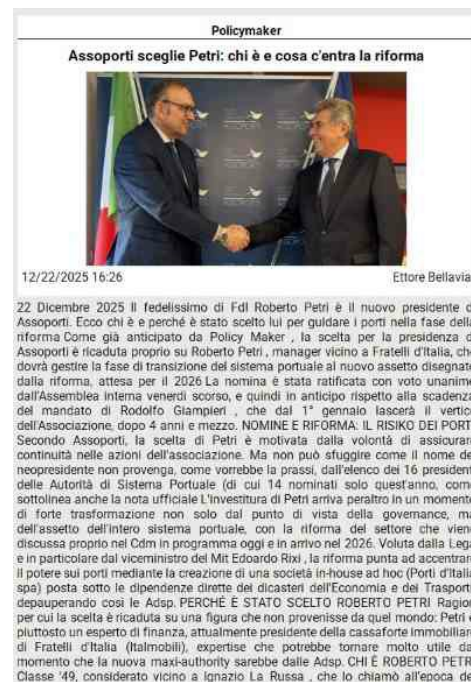 Policymaker
Assoporti sceglie Petri: chi è e cosa c'entra la riforma
12/22/2025 16:26 Ettore Bellavia
22 Dicembre 2025 Il fedelissimo di FdI Roberto Petri è il nuovo presidente d
Assoporti. Ecco chi è e perché è stato scelto lui per guidare i porti nella fase della
riforma Come già anticipato da Policy Maker , la scelta per la presidenza d
Assoporti è ricaduta proprio su Roberto Petri , manager vicino a Fratelli d'Italia, che
dovrà gestire la fase di transizione del sistema portuale al nuovo assetto disegnato
dalla riforma, attesa per il 2026 La nomina è stata ratificata con voto unanime
dall'Assemblea interna venerdì scorso, e quindi in anticipo rispetto alla scadenza
del mandato di Rodolfo Giampieri , che dal 1° gennaio lascerà il vertice
dell'Associazione, dopo 4 anni e mezzo. NOMINE E RIFORMA: IL RISIKO DEI PORT
Secondo Assoporti, la scelta di Petri è motivata dalla volontà di assicurare
continuità nelle azioni dell'associazione. Ma non può sfuggire come il nome del
neopresidente non provenga, come vorrebbe la prassi, dall'elenco dei 16 president
delle Autorità di Sistema Portuale (di cui 14 nominati solo quest'anno, come
sottolinea anche la nota ufficiale L'investitura di Petri arriva peraltro in un momento
di forte trasformazione non solo dal punto di vista della governance, ma
dell'assetto dell'intero sistema portuale, con la riforma del settore che viene
discussa proprio nel Cdm in programma oggi e in arrivo nel 2026. Voluta dalla Lega
e in particolare dal viceministro del Mit Edoardo Rixi , la riforma punta ad accentrare
il potere sui porti mediante la creazione di una società in-house ad hoc (Porti d'Italia
spa) posta sotto le dipendenze dirette dei dicasteri dell'Economia e dei Trasporti
depauperando così le Adsp. PERCHÉ È STATO SCELTO ROBERTO PETRI Ragion
per cui la scelta è ricaduta su una figura che non provenisse da quel mondo: Petri è
piuttosto un esperto di finanza, attualmente presidente della cassaforte immobiliare
di Fratelli d'Italia (Italmobili), expertise che potrebbe tornare molto utile dal
momento che la nuova maxi-authority sarebbe dalle Adsp. CHI È ROBERTO PETRI
Classe '49, considerato vicino a Ignazio La Russa , che lo chiamò all'epoca de